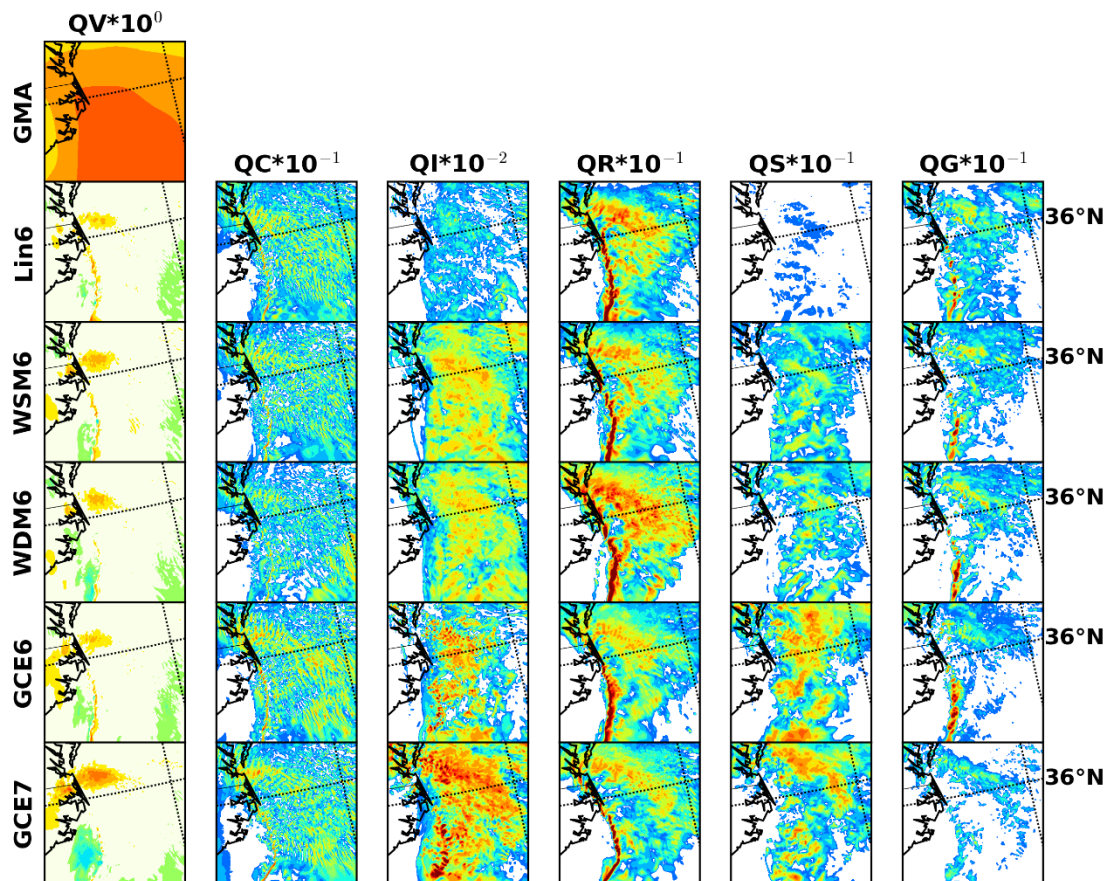 QV*10⁰
GMA
QC*10⁻¹ QI*10⁻² QR*10⁻¹ QS*10⁻¹ QG*10⁻¹
Lin6 36°N
WSM6 36°N
WDM6 36°N
GCE6 36°N
GCE7 36°N